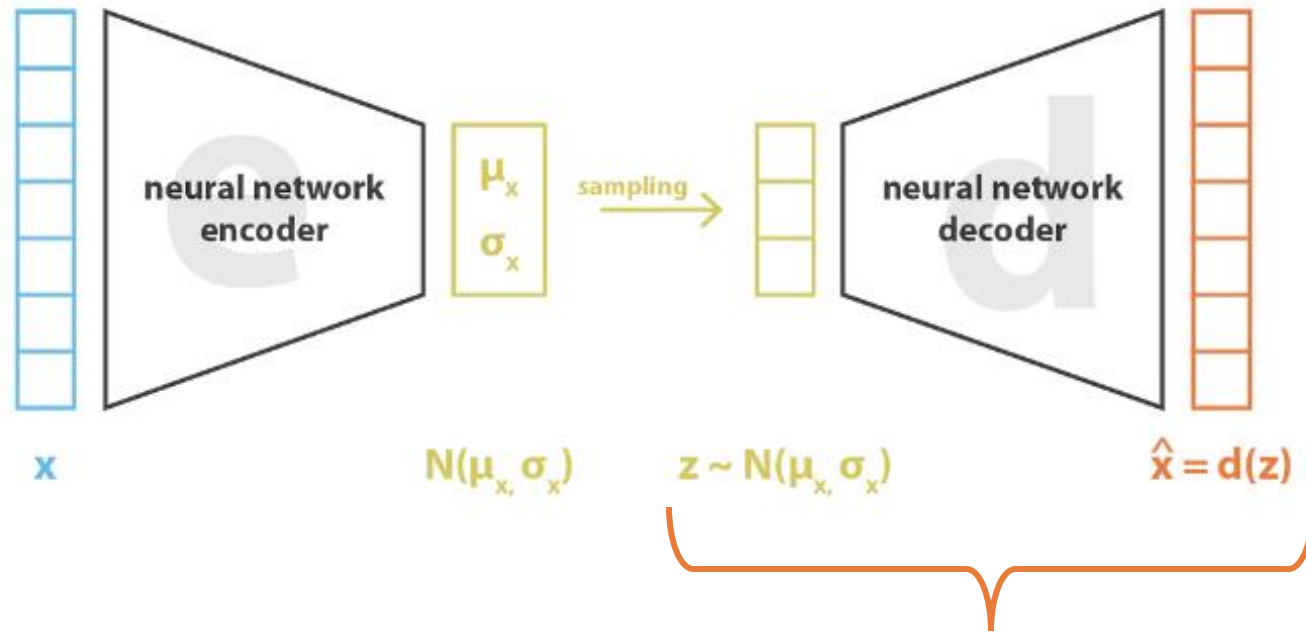 e
neural network
encoder
μₓ
σₓ
sampling
d
neural network
decoder
x
N(μₓ, σₓ)
z ~ N(μₓ, σₓ)
x̂ = d(z)